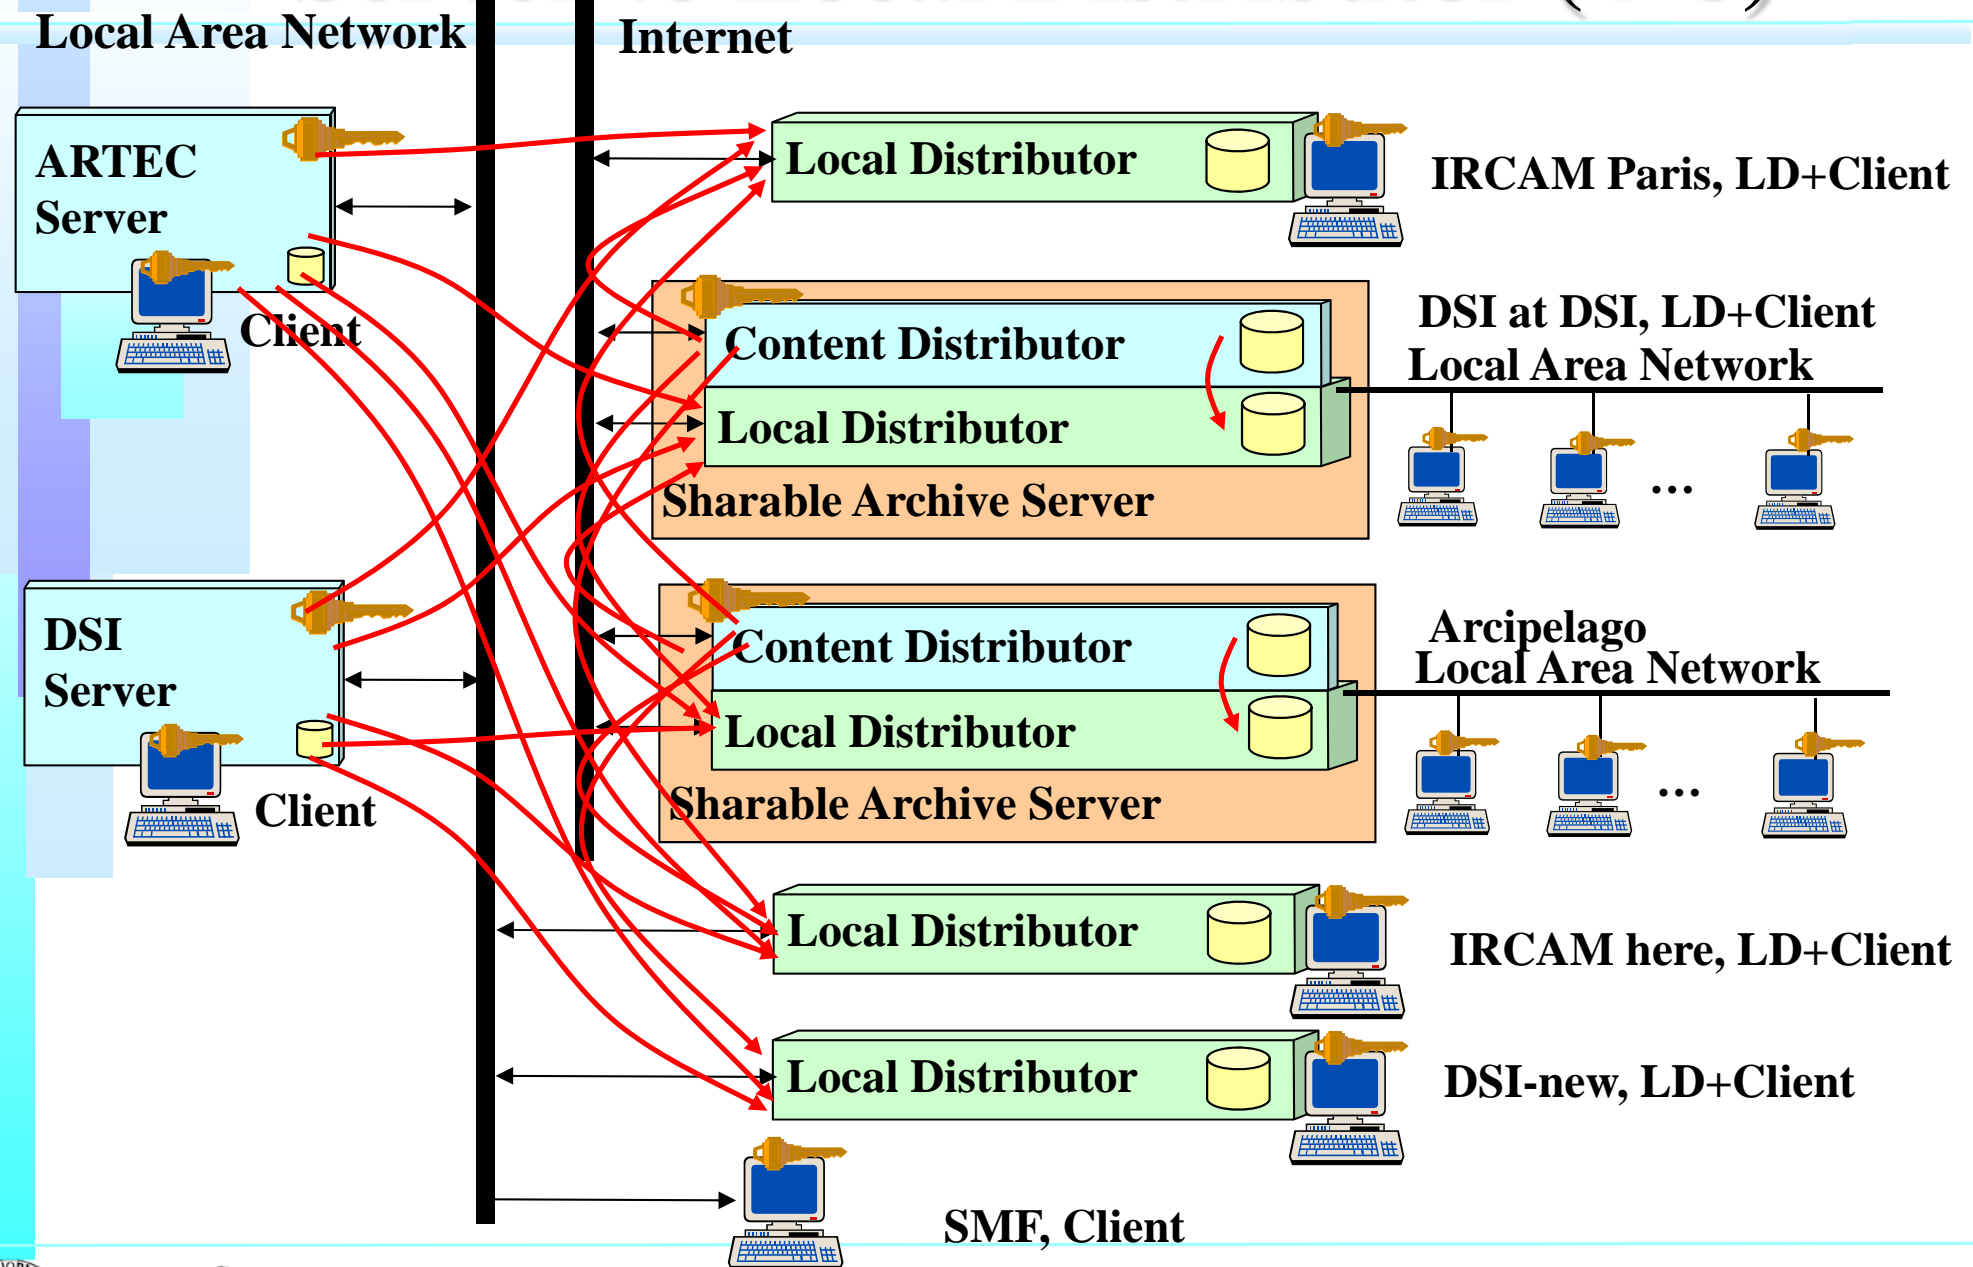 Local Area Network
Internet
ARTEC
Server
Client
Local Distributor
IRCAM Paris, LD+Client
Content Distributor
Local Distributor
Sharable Archive Server
DSI at DSI, LD+Client
Local Area Network
...
DSI
Server
Client
Content Distributor
Local Distributor
Sharable Archive Server
Arcipelago
Local Area Network
...
Local Distributor
IRCAM here, LD+Client
Local Distributor
DSI-new, LD+Client
SMF, Client